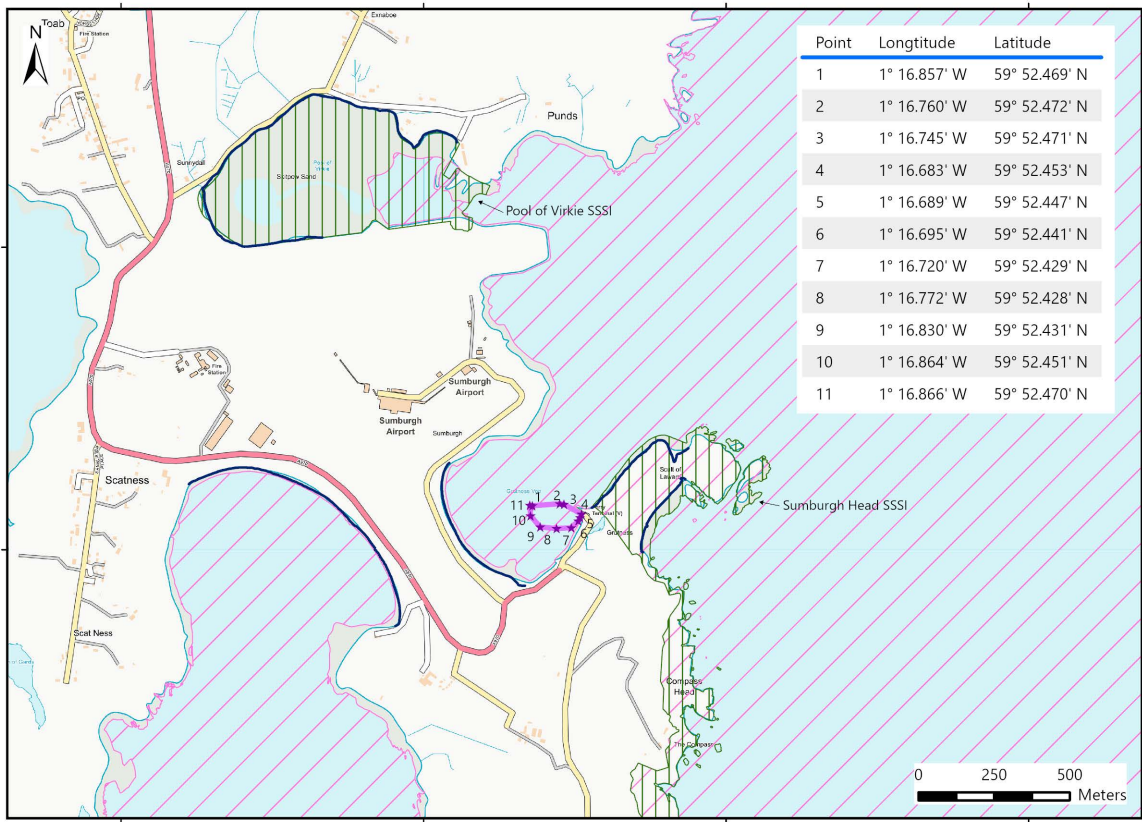 Toab
Fire Station
Exnaboe
N
Punds
Sunnydall
Pool of
Virkie
Pool of Virkie SSSI
Point Longtitude Latitude
1 1° 16.857' W 59° 52.469' N
2 1° 16.760' W 59° 52.472' N
3 1° 16.745' W 59° 52.471' N
4 1° 16.683' W 59° 52.453' N
5 1° 16.689' W 59° 52.447' N
6 1° 16.695' W 59° 52.441' N
7 1° 16.720' W 59° 52.429' N
8 1° 16.772' W 59° 52.428' N
9 1° 16.830' W 59° 52.431' N
10 1° 16.864' W 59° 52.451' N
11 1° 16.866' W 59° 52.470' N
Fire
Station
Sumburgh
Airport
Sumburgh
Airport
Sumburgh
Scatness
11 1 2 3 4
10 5
9 8 7 6
Grutness
Sumburgh Head SSSI
Scat Ness
Compass
Head
The Compass
0 250 500
Meters